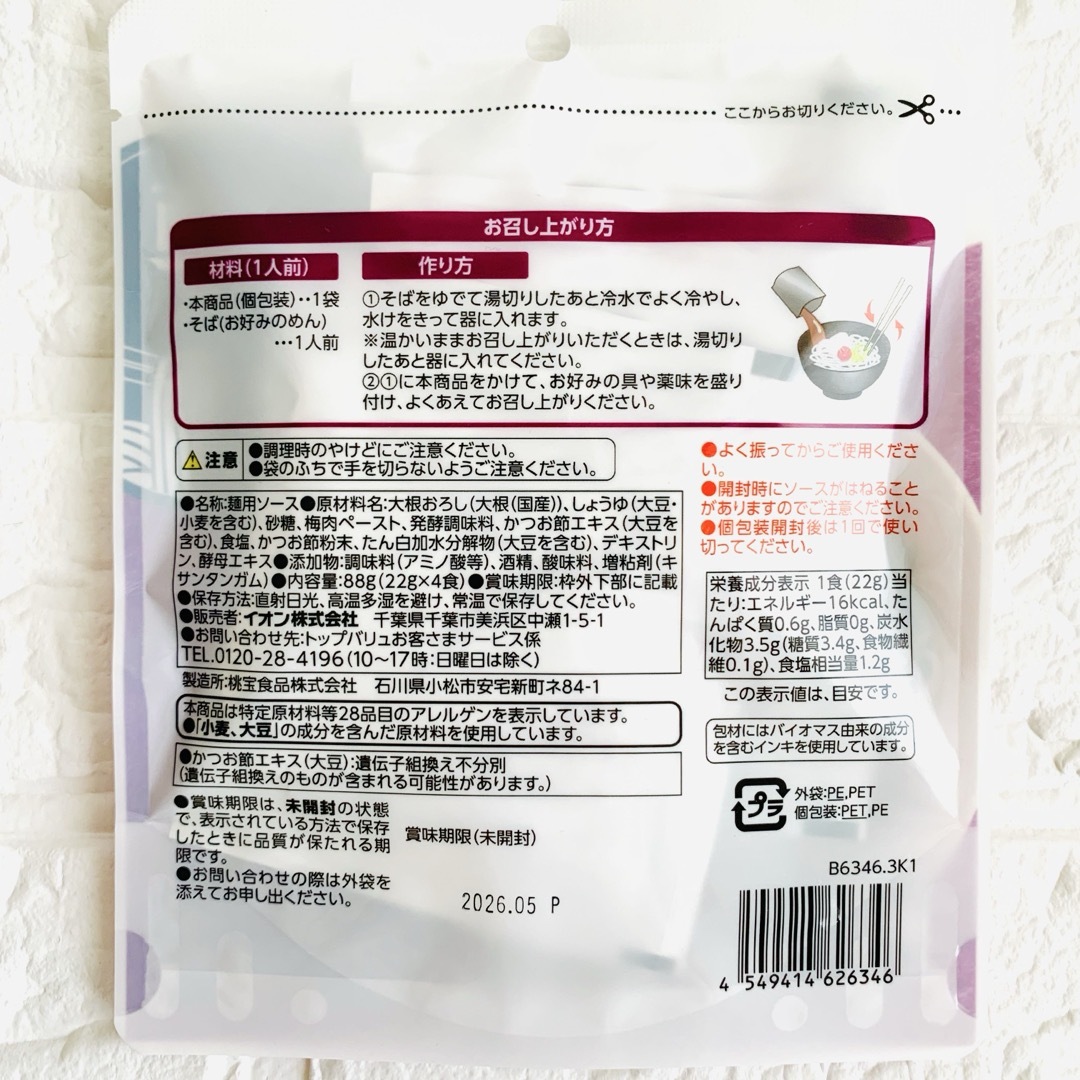 ここからお切りください。
お召し上がり方
材料(1人前)
・本商品(個包装)‥1袋
・そば(お好みのめん)
…1人前
作り方
①そばをゆでて湯切りしたあと冷水でよく冷やし、
水けをきって器に入れます。
※温かいままお召し上がりいただくときは、湯切り
したあと器に入れてください。
②①に本商品をかけて、お好みの具や薬味を盛り
付け、よくあえてお召し上がりください。
注意
●調理時のやけどにご注意ください。
●袋のふちで手を切らないようご注意ください。
●よく振ってからご使用くださ
い。
●開封時にソースがはねること
がありますのでご注意ください。
●個包装開封後は1回で使い
切ってください。
●名称:麺用ソース●原材料名:大根おろし(大根(国産))、しょうゆ(大豆・
小麦を含む)、砂糖、梅肉ペースト、発酵調味料、かつお節エキス(大豆を
含む)、食塩、かつお節粉末、たん白加水分解物(大豆を含む)、デキストリ
ン、酵母エキス●添加物:調味料(アミノ酸等)、酒精、酸味料、増粘剤(キ
サンタンガム)●内容量:88g(22g×4食)●賞味期限:枠外下部に記載
●保存方法:直射日光、高温多湿を避け、常温で保存してください。
●販売者:イオン株式会社 千葉県千葉市美浜区中瀬1-5-1
●お問い合わせ先:トップバリュお客さまサービス係
TEL.0120-28-4196(10〜17時:日曜日は除く)
製造所:桃宝食品株式会社 石川県小松市安宅新町ネ84-1
栄養成分表示 1食(22g)当
たり:エネルギー16kcal、た
んぱく質0.6g、脂質0g、炭水
化物3.5g(糖質3.4g、食物繊
維0.1g)、食塩相当量1.2g
この表示値は、目安です。
本商品は特定原材料等28品目のアレルゲンを表示しています。
●「小麦、大豆」の成分を含んだ原材料を使用しています。
●かつお節エキス(大豆):遺伝子組換え不分別
(遺伝子組換えのものが含まれる可能性があります。)
包材にはバイオマス由来の成分
を含むインキを使用しています。
プラ
外袋:PE,PET
個包装:PET,PE
●賞味期限は、未開封の状態
で、表示されている方法で保存
したときに品質が保たれる期
限です。
●お問い合わせの際は外袋を
添えてお申し出ください。
賞味期限(未開封)
2026.05 P
B6346.3K1
4 549414 626346